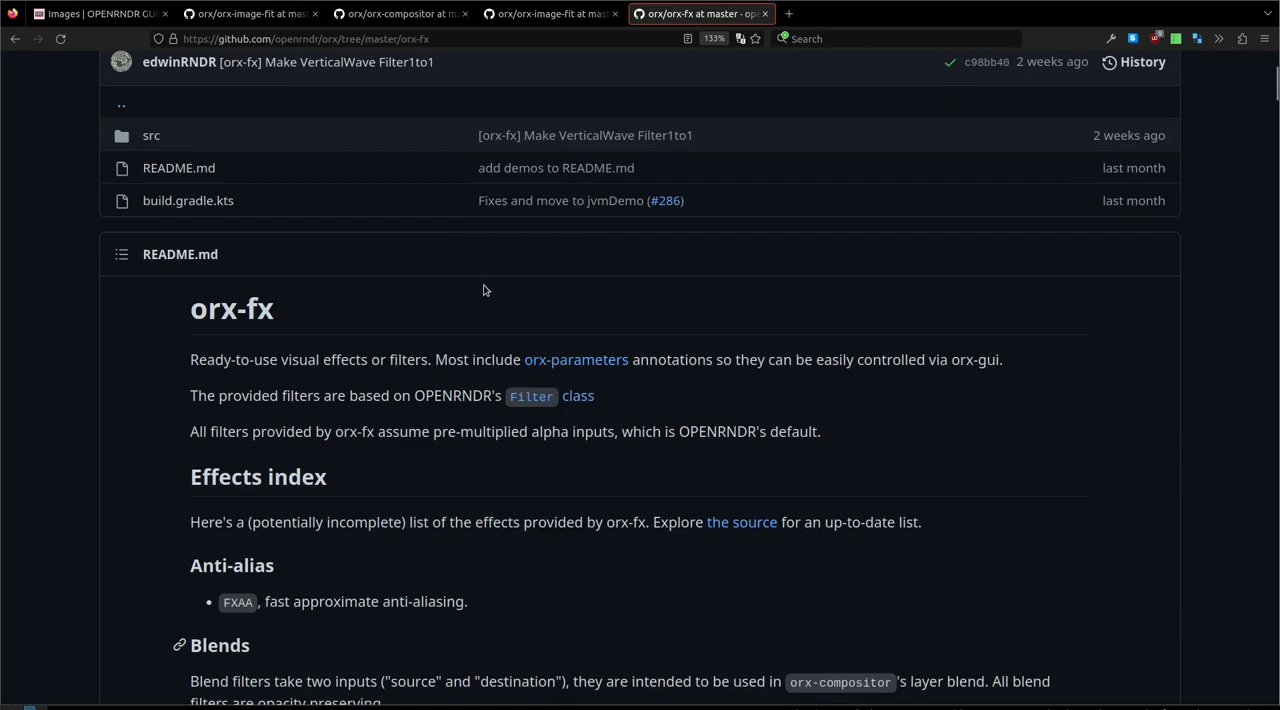 Images | OPENRNDR GUI
orx/orx-image-fit at mast
orx/orx-compositor at m
orx/orx-image-fit at mast
orx/orx-fx at master · ope
https://github.com/openrndr/orx/tree/master/orx-fx
133%
Search
edwinRNDR [orx-fx] Make VerticalWave Filter1to1
c98bb40 2 weeks ago
History
..
src
[orx-fx] Make VerticalWave Filter1to1
2 weeks ago
README.md
add demos to README.md
last month
build.gradle.kts
Fixes and move to jvmDemo (#286)
last month
README.md
orx-fx
Ready-to-use visual effects or filters. Most include orx-parameters annotations so they can be easily controlled via orx-gui.
The provided filters are based on OPENRNDR's Filter class
All filters provided by orx-fx assume pre-multiplied alpha inputs, which is OPENRNDR's default.
Effects index
Here's a (potentially incomplete) list of the effects provided by orx-fx. Explore the source for an up-to-date list.
Anti-alias
• FXAA, fast approximate anti-aliasing.
Blends
Blend filters take two inputs ("source" and "destination"), they are intended to be used in orx-compositor's layer blend. All blend
filters are opacity preserving.